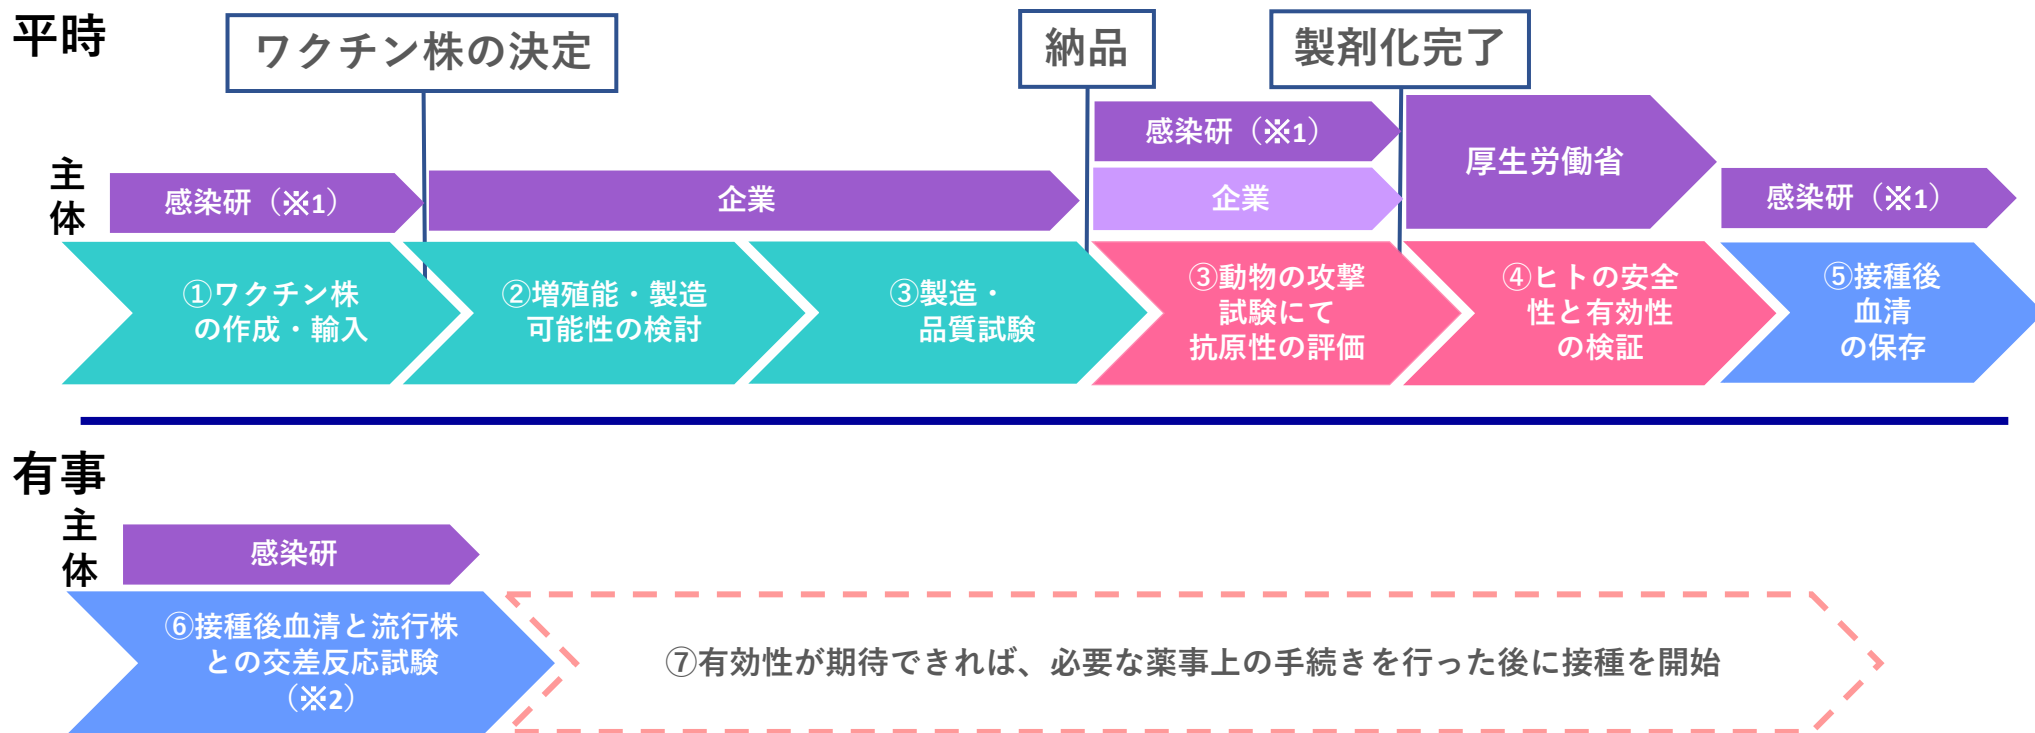 平時
ワクチン株の決定
納品
製剤化完了
主
体
感染研（※1）
企業
感染研（※1）
企業
厚生労働省
感染研（※1）
①ワクチン株
の作成・輸入
②増殖能・製造
可能性の検討
③製造・
品質試験
③動物の攻撃
試験にて
抗原性の評価
④ヒトの安全
性と有効性
の検証
⑤接種後
血清
の保存
有事
主
体
感染研
⑥接種後血清と流行株
との交差反応試験
（※2）
⑦有効性が期待できれば、必要な薬事上の手続きを行った後に接種を開始